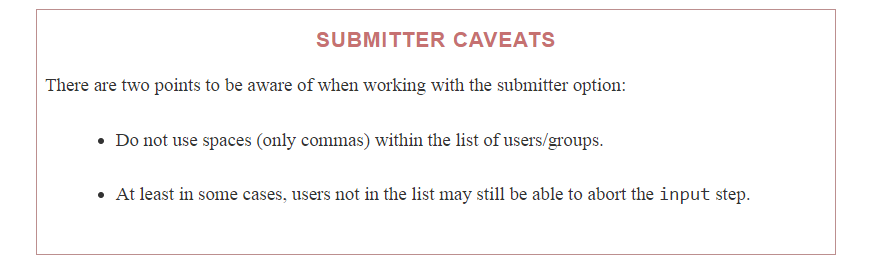 SUBMITTER CAVEATS
There are two points to be aware of when working with the submitter option:
• Do not use spaces (only commas) within the list of users/groups.
• At least in some cases, users not in the list may still be able to abort the input step.